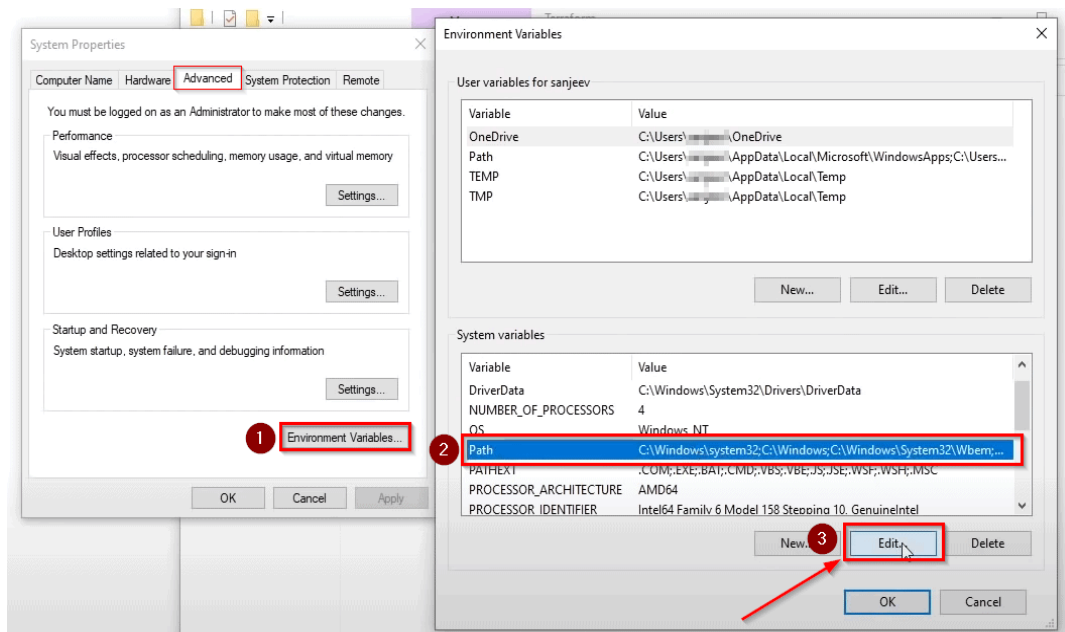 Terraform
System Properties
Computer Name Hardware Advanced System Protection Remote
You must be logged on as an Administrator to make most of these changes.
Performance
Visual effects, processor scheduling, memory usage, and virtual memory
Settings...
User Profiles
Desktop settings related to your sign-in
Settings...
Startup and Recovery
System startup, system failure, and debugging information
Settings...
1 Environment Variables...
OK Cancel Apply
Environment Variables
User variables for sanjeev
Variable Value
OneDrive C:\Users\ \OneDrive
Path C:\Users\ \AppData\Local\Microsoft\WindowsApps;C:\Users...
TEMP C:\Users\ \AppData\Local\Temp
TMP C:\Users\ \AppData\Local\Temp
New... Edit... Delete
System variables
Variable Value
DriverData C:\Windows\System32\Drivers\DriverData
NUMBER_OF_PROCESSORS 4
OS Windows_NT
2 Path C:\Windows\system32;C:\Windows;C:\Windows\System32\Wbem;...
PATHEXT .COM;.EXE;.BAT;.CMD;.VBS;.VBE;.JS;.JSE;.WSF;.WSH;.MSC
PROCESSOR_ARCHITECTURE AMD64
PROCESSOR_IDENTIFIER Intel64 Family 6 Model 158 Stepping 10, GenuineIntel
New... 3 Edit... Delete
OK Cancel